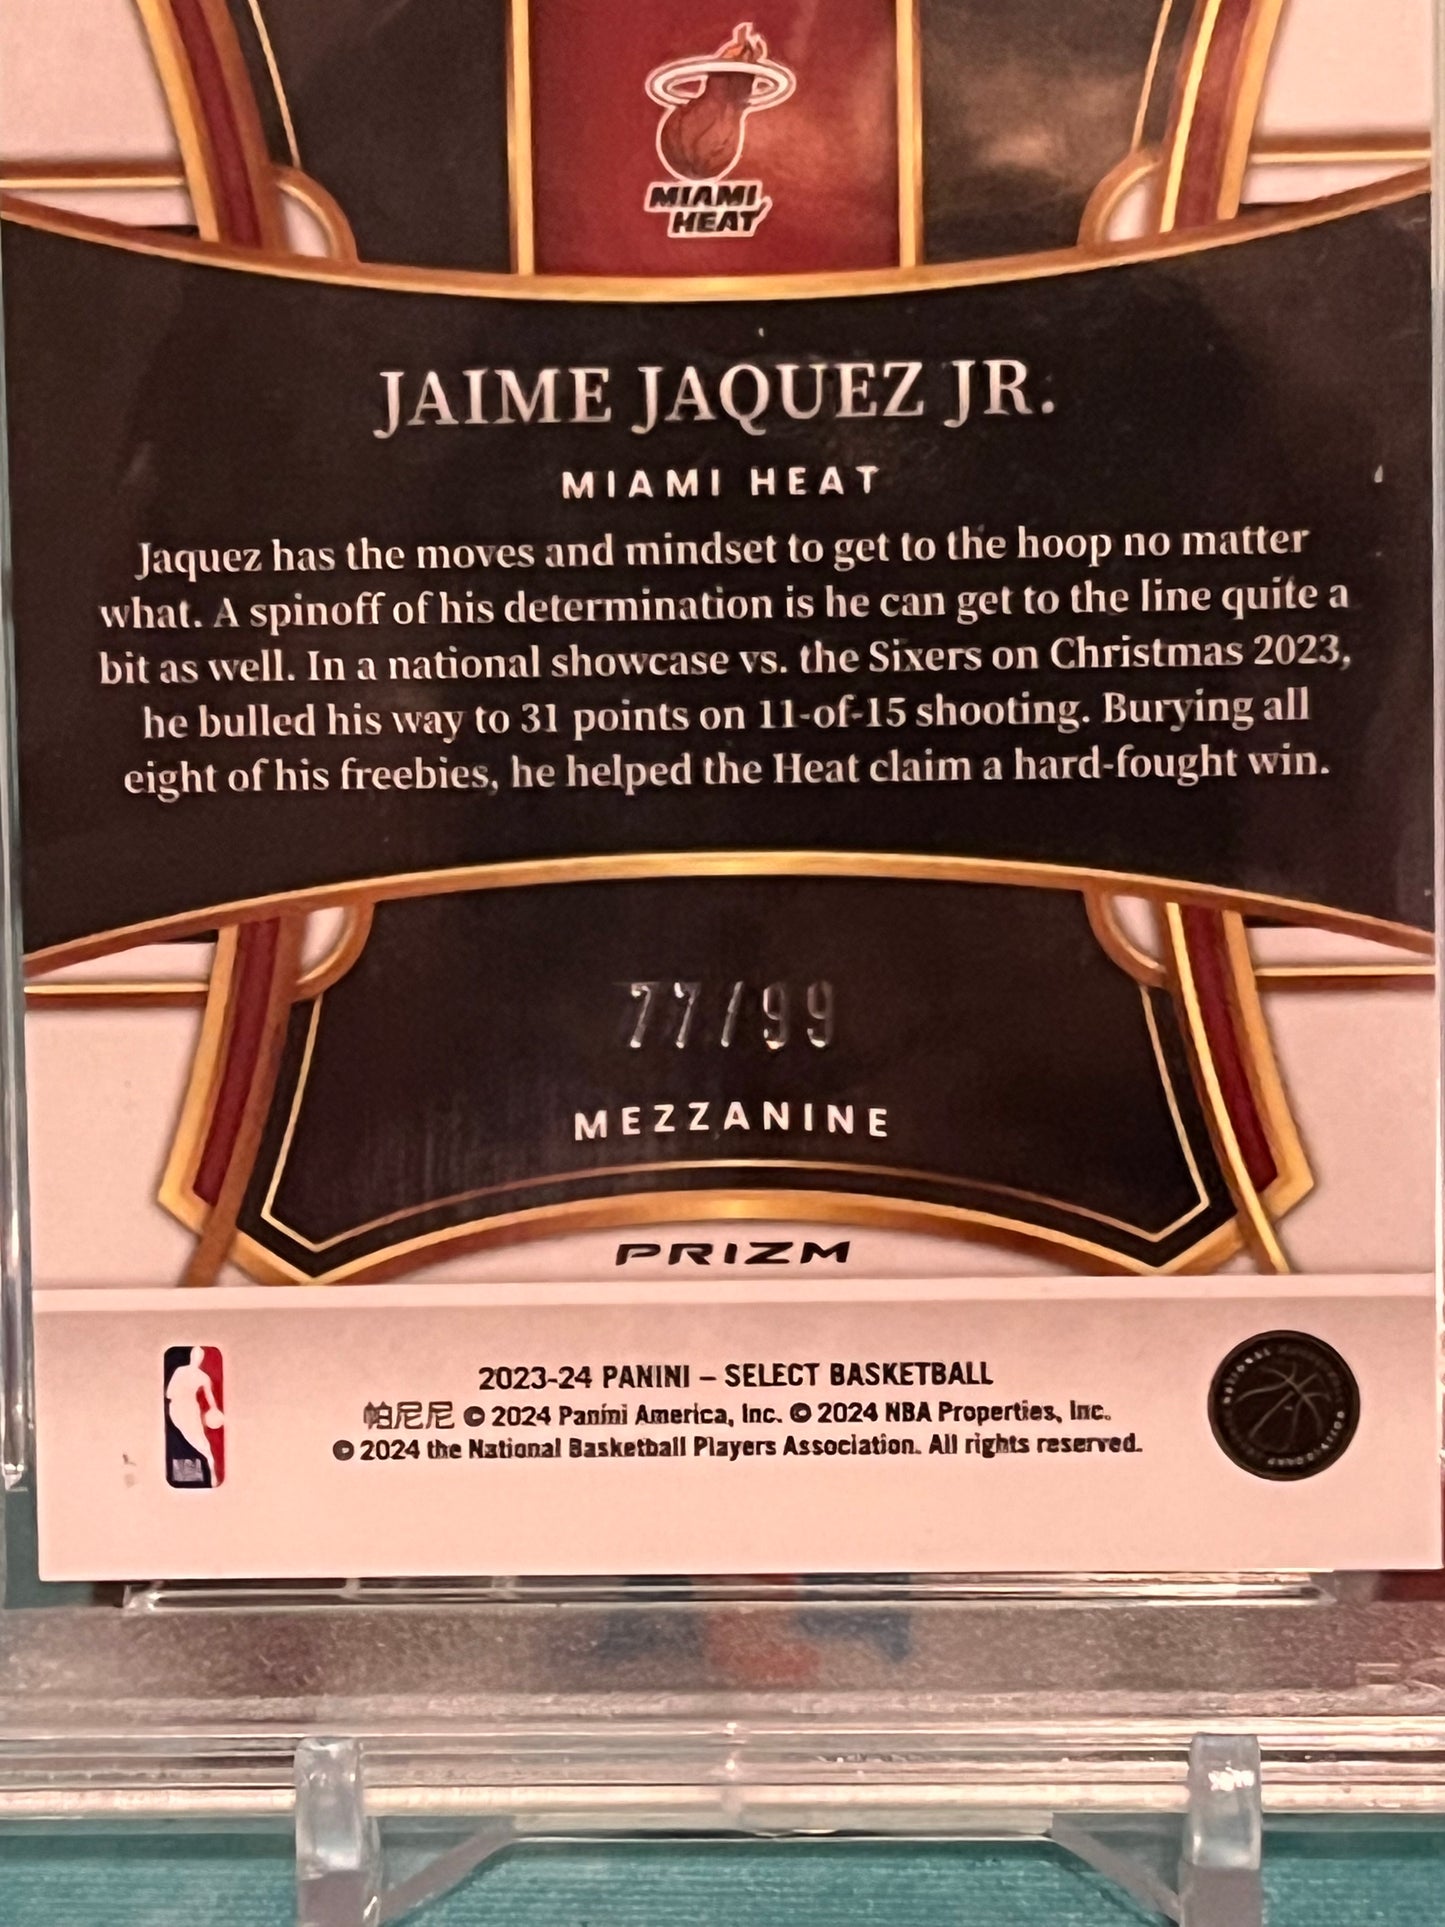 MIAMI
HEAT
JAIME JAQUEZ JR.
MIAMI HEAT
Jaquez has the moves and mindset to get to the hoop no matter
what. A spinoff of his determination is he can get to the line quite a
bit as well. In a national showcase vs. the Sixers on Christmas 2023,
he bulled his way to 31 points on 11-of-15 shooting. Burying all
eight of his freebies, he helped the Heat claim a hard-fought win.
77/99
MEZZANINE
PRIZM
2023-24 PANINI – SELECT BASKETBALL
帕尼尼 © 2024 Panini America, Inc. © 2024 NBA Properties, Inc.
© 2024 the National Basketball Players Association. All rights reserved.